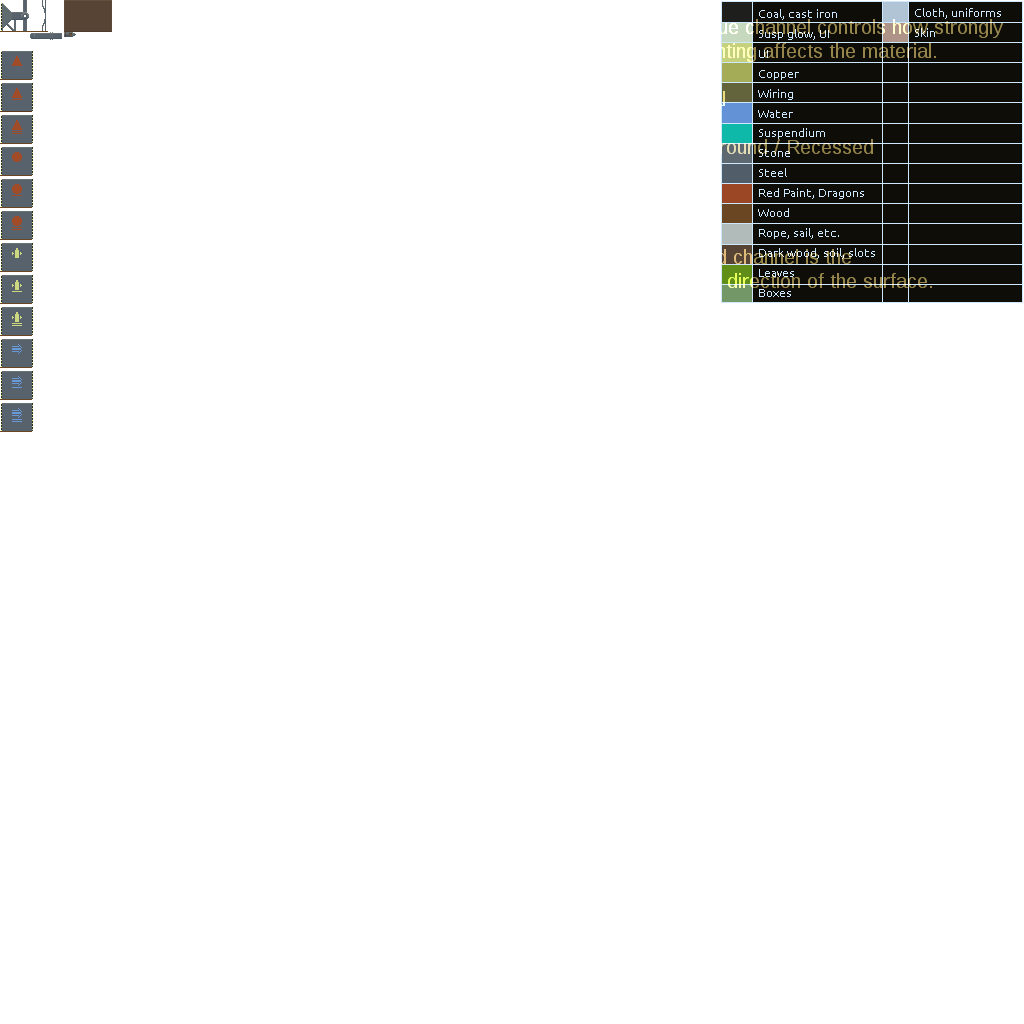 Coal, cast iron
Cloth, uniforms
ue channel controls how strongly
Susp glow, UI
Skin
nting affects the material.
UI
Copper
Wiring
Water
Suspendium
round / Recessed
Stone
Steel
Red Paint, Dragons
Wood
Rope, sail, etc.
Dark wood, soil, slots
d channel is the
Leaves
direction of the surface.
Boxes